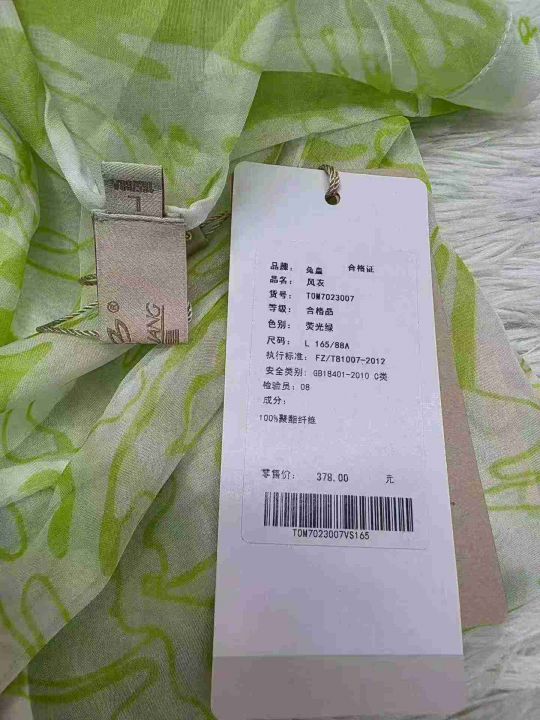 L
®
ANG
品牌： 兔皇 合格证
品名： 风衣
货号： TOM7023007
等级： 合格品
色别： 荧光绿
尺码： L 165/88A
执行标准： FZ/T81007-2012
安全类别： GB18401-2010 C类
检验员：08
成分：
100%聚酯纤维
零售价： 378.00 元
TOM7023007VS165